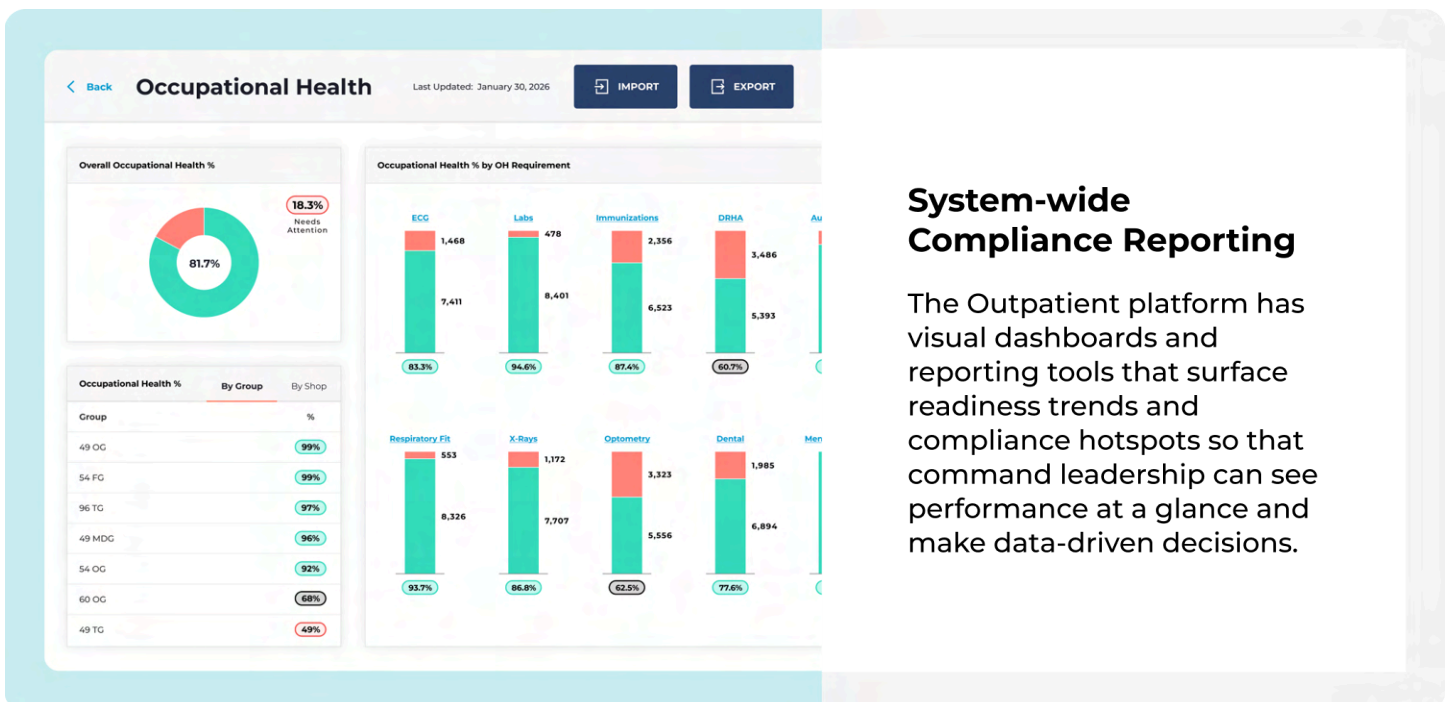 Back
Occupational Health
Last Updated: January 30, 2026
IMPORT
EXPORT
Overall Occupational Health %
18.3%
Needs
Attention
81.7%
Occupational Health %
By Group
By Shop
Group
%
49 OG
99%
54 FG
99%
96 TG
97%
49 MDG
96%
54 OG
92%
60 OG
68%
49 TG
49%
Occupational Health % by OH Requirement
ECG
1,468
7,411
83.3%
Labs
478
8,401
94.6%
Immunizations
2,356
6,523
87.4%
DRHA
3,486
5,393
60.7%
Au
Respiratory Fit
553
8,326
93.7%
X-Rays
1,172
7,707
86.8%
Optometry
3,323
5,556
62.5%
Dental
1,985
6,894
77.6%
Men
System-wide
Compliance Reporting
The Outpatient platform has
visual dashboards and
reporting tools that surface
readiness trends and
compliance hotspots so that
command leadership can see
performance at a glance and
make data-driven decisions.